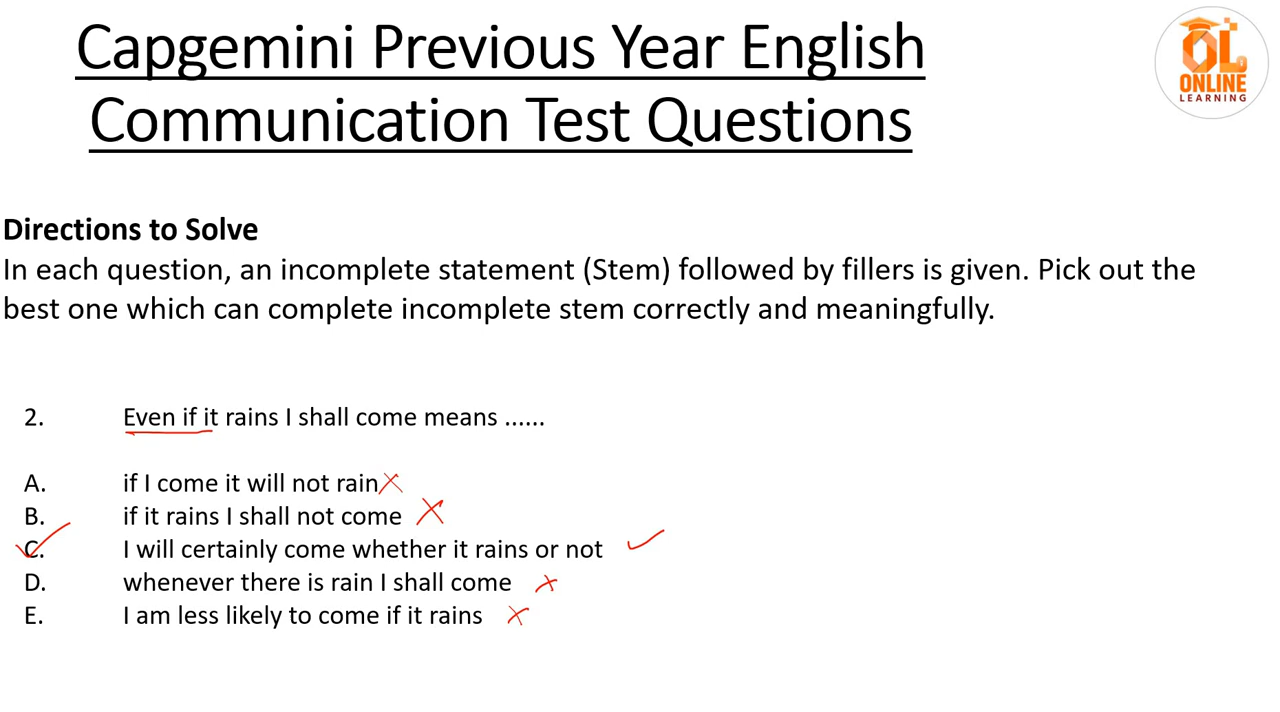 Capgemini Previous Year English
Communication Test Questions
OL
ONLINE
LEARNING
Directions to Solve
In each question, an incomplete statement (Stem) followed by fillers is given. Pick out the
best one which can complete incomplete stem correctly and meaningfully.
2. Even if it rains I shall come means ......
A. if I come it will not rain
B. if it rains I shall not come
C. I will certainly come whether it rains or not
D. whenever there is rain I shall come
E. I am less likely to come if it rains